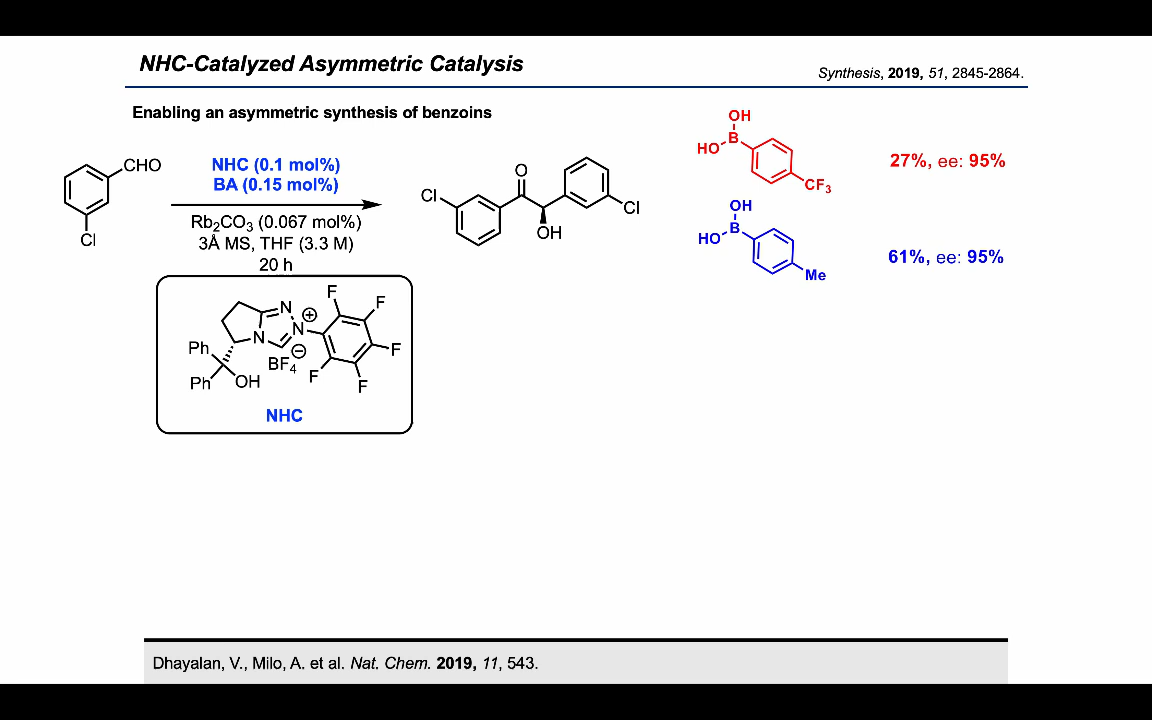 NHC-Catalyzed Asymmetric Catalysis
Synthesis, 2019, 51, 2845-2864.
Enabling an asymmetric synthesis of benzoins
CHO
Cl
NHC (0.1 mol%)
BA (0.15 mol%)
Rb2CO3 (0.067 mol%)
3Å MS, THF (3.3 M)
20 h
O
Cl
Cl
OH
OH
HO
B
CF3
27%, ee: 95%
OH
HO
B
Me
61%, ee: 95%
N
N
N
⊕
F
F
F
F
F
Ph
Ph
OH
BF4
⊖
NHC
Dhayalan, V., Milo, A. et al. Nat. Chem. 2019, 11, 543.